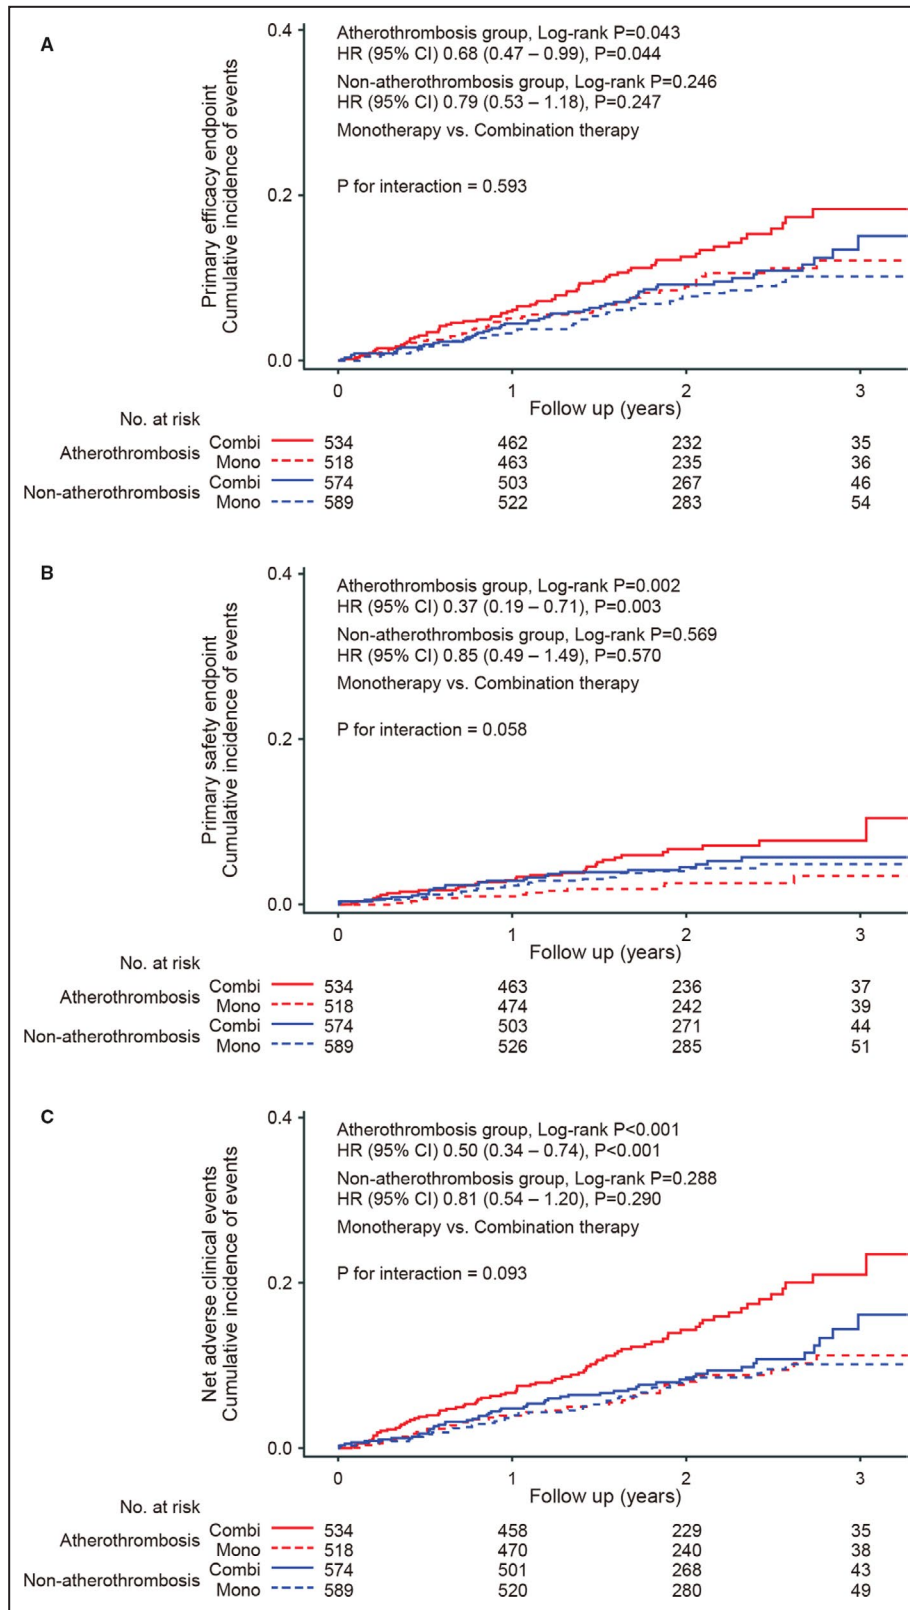 A
Primary efficacy endpoint
Cumulative incidence of events
0.4
0.2
0.0
Atherothrombosis group, Log-rank P=0.043
HR (95% CI) 0.68 (0.47 – 0.99), P=0.044
Non-atherothrombosis group, Log-rank P=0.246
HR (95% CI) 0.79 (0.53 – 1.18), P=0.247
Monotherapy vs. Combination therapy
P for interaction = 0.593
0 1 2 3
Follow up (years)
No. at risk
Atherothrombosis
Combi 534 462 232 35
Mono 518 463 235 36
Non-atherothrombosis
Combi 574 503 267 46
Mono 589 522 283 54
B
Primary safety endpoint
Cumulative incidence of events
0.4
0.2
0.0
Atherothrombosis group, Log-rank P=0.002
HR (95% CI) 0.37 (0.19 – 0.71), P=0.003
Non-atherothrombosis group, Log-rank P=0.569
HR (95% CI) 0.85 (0.49 – 1.49), P=0.570
Monotherapy vs. Combination therapy
P for interaction = 0.058
0 1 2 3
Follow up (years)
No. at risk
Atherothrombosis
Combi 534 463 236 37
Mono 518 474 242 39
Non-atherothrombosis
Combi 574 503 271 44
Mono 589 526 285 51
C
Net adverse clinical events
Cumulative incidence of events
0.4
0.2
0.0
Atherothrombosis group, Log-rank P<0.001
HR (95% CI) 0.50 (0.34 – 0.74), P<0.001
Non-atherothrombosis group, Log-rank P=0.288
HR (95% CI) 0.81 (0.54 – 1.20), P=0.290
Monotherapy vs. Combination therapy
P for interaction = 0.093
0 1 2 3
Follow up (years)
No. at risk
Atherothrombosis
Combi 534 458 229 35
Mono 518 470 240 38
Non-atherothrombosis
Combi 574 501 268 43
Mono 589 520 280 49